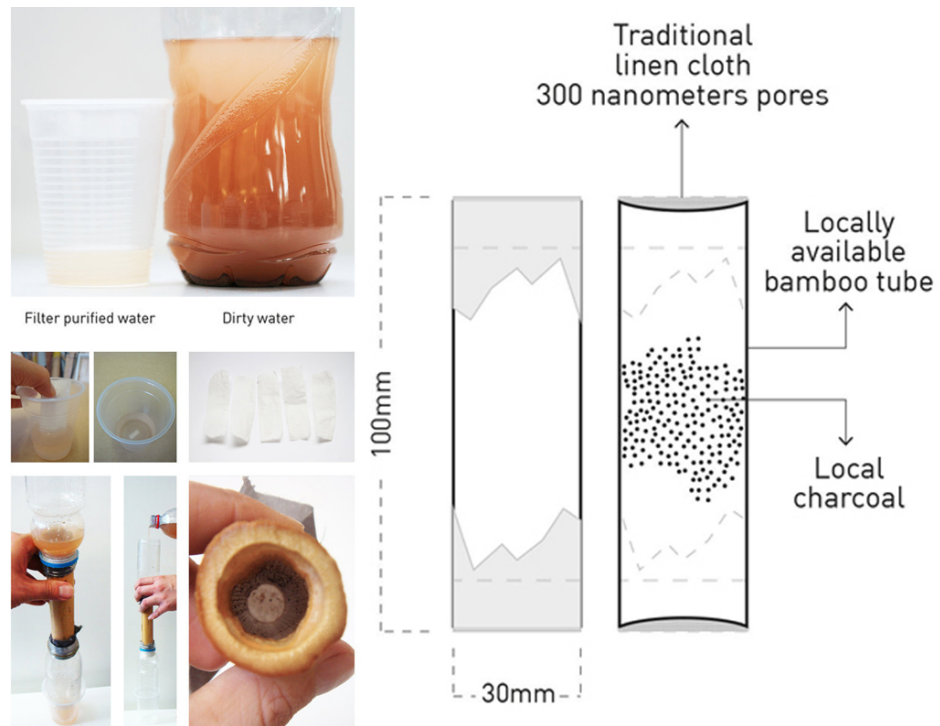 Filter purified water
Dirty water
Traditional
linen cloth
300 nanometers pores
Locally
available
bamboo tube
Local
charcoal
100mm
30mm